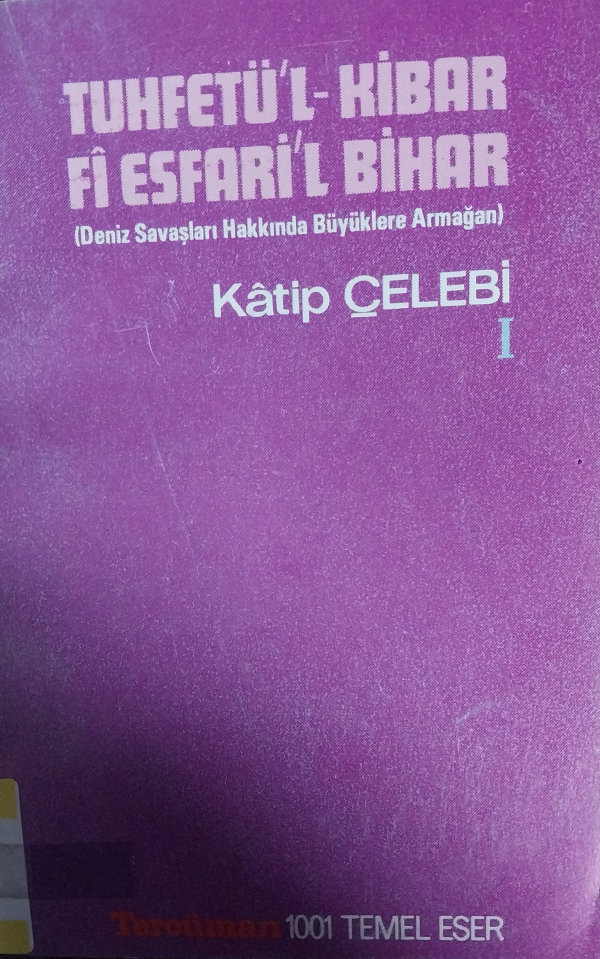 TUHFETÜ'L-KİBAR
FÎ ESFARİ'L BİHAR
(Deniz Savaşları Hakkında Büyüklere Armağan)
Kâtip ÇELEBİ
I
Tercüman 1001 TEMEL ESER